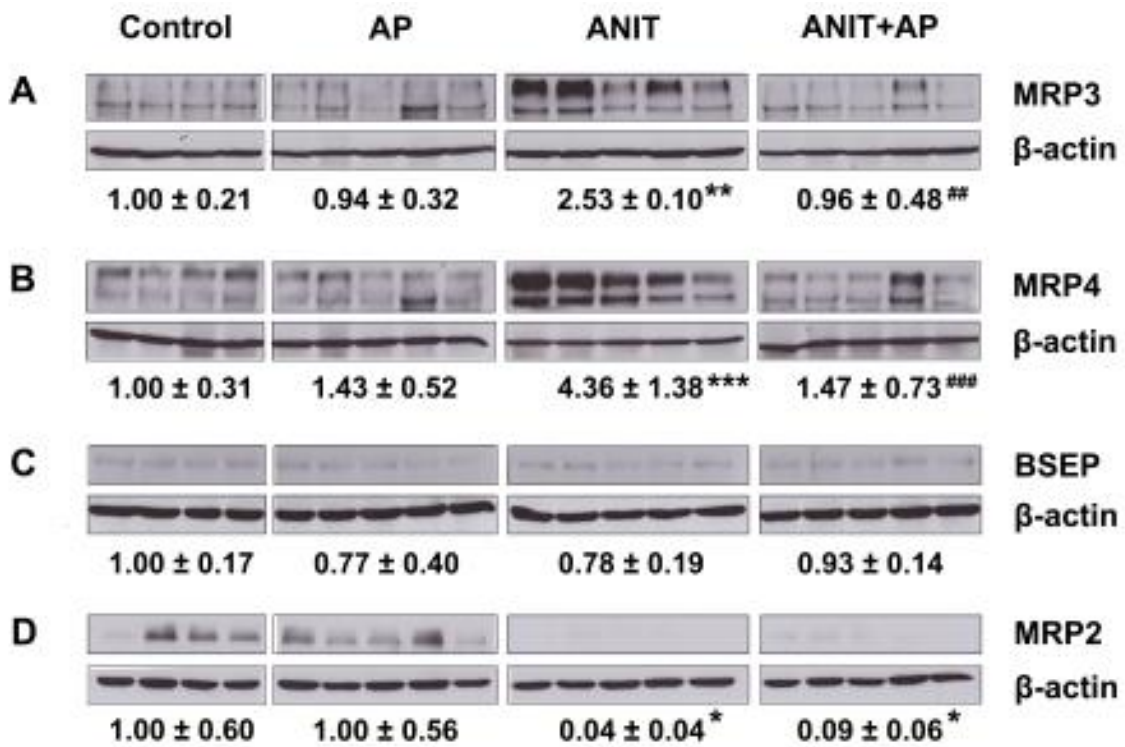 Control AP ANIT ANIT+AP
A MRP3
β-actin
1.00 ± 0.21 0.94 ± 0.32 2.53 ± 0.10** 0.96 ± 0.48##
B MRP4
β-actin
1.00 ± 0.31 1.43 ± 0.52 4.36 ± 1.38*** 1.47 ± 0.73###
C BSEP
β-actin
1.00 ± 0.17 0.77 ± 0.40 0.78 ± 0.19 0.93 ± 0.14
D MRP2
β-actin
1.00 ± 0.60 1.00 ± 0.56 0.04 ± 0.04* 0.09 ± 0.06*